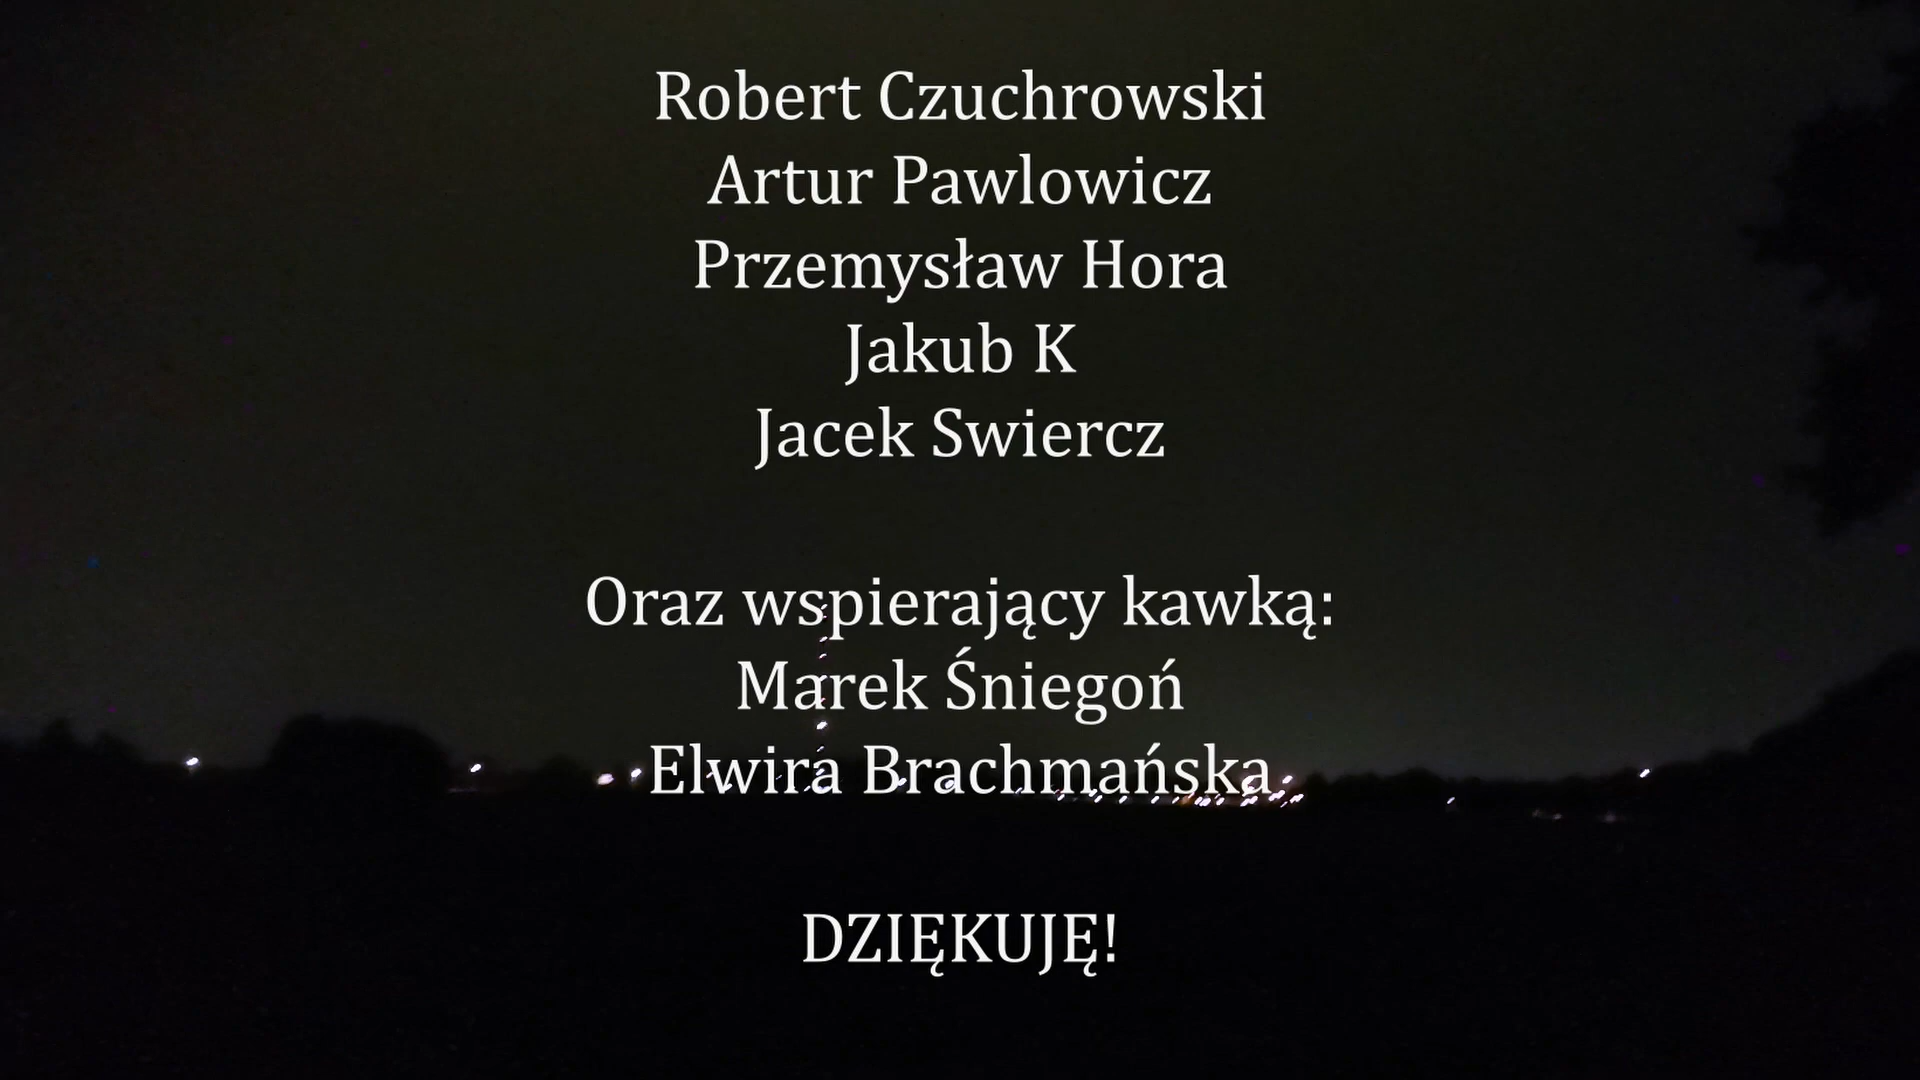 Robert Czuchrowski
Artur Pawlowicz
Przemysław Hora
Jakub K
Jacek Swiercz
Oraz wspierający kawką:
Marek Śniegoń
Elwira Brachmańska
DZIĘKUJĘ!